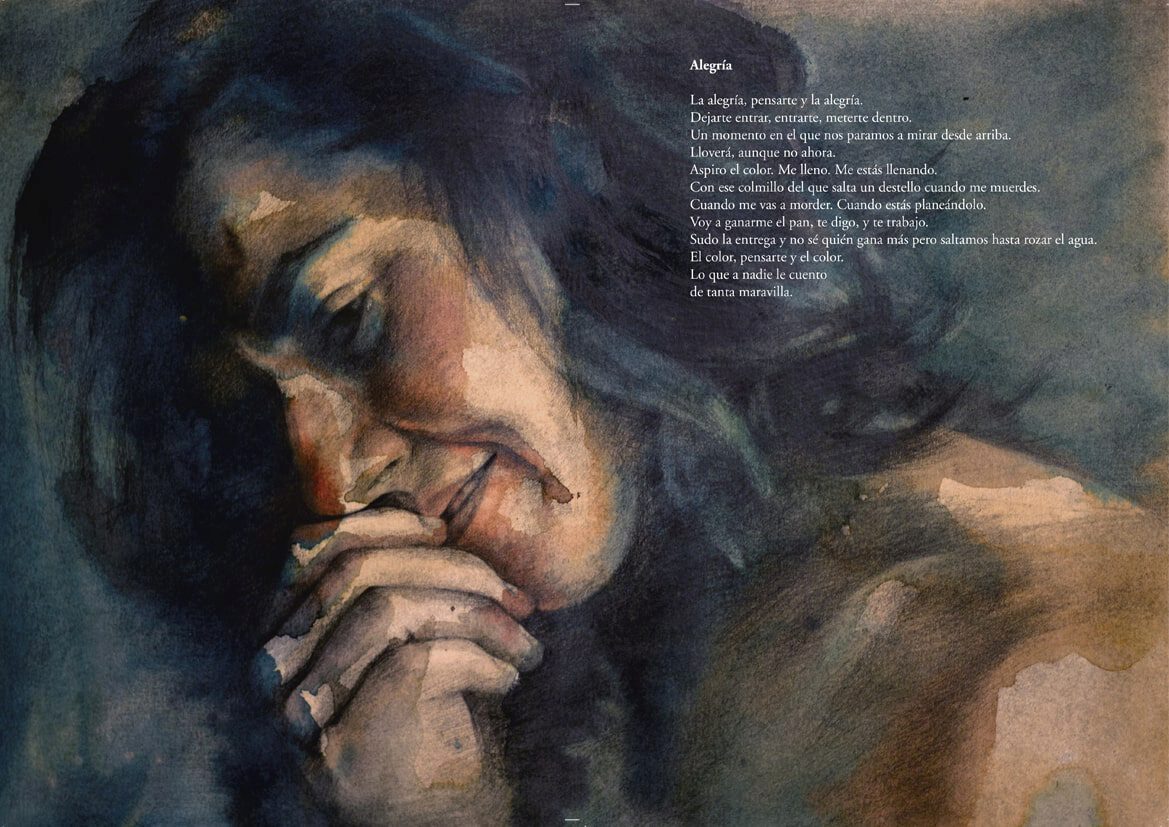 Alegría
La alegría, pensarte y la alegría.
Dejarte entrar, entrarte, meterte dentro.
Un momento en el que nos paramos a mirar desde arriba.
Lloverá, aunque no ahora.
Aspiro el color. Me lleno. Me estás llenando.
Con ese colmillo del que salta un destello cuando me muerdes.
Cuando me vas a morder. Cuando estás planeándolo.
Voy a ganarme el pan, te digo, y te trabajo.
Sudo la entrega y no sé quién gana más pero saltamos hasta rozar el agua.
El color, pensarte y el color.
Lo que a nadie le cuento
de tanta maravilla.